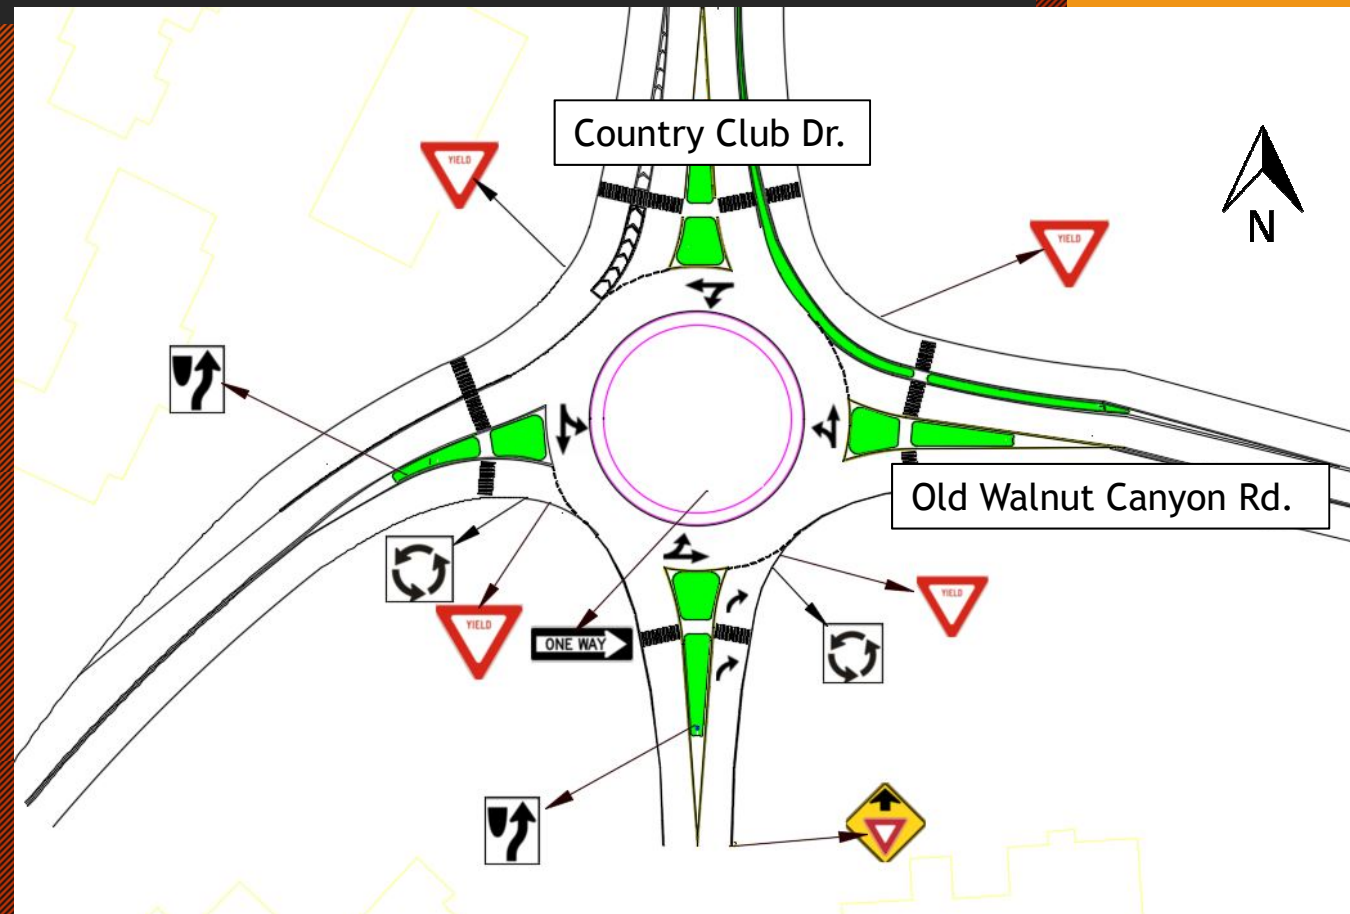 Country Club Dr.
YIELD
YIELD
N
Old Walnut Canyon Rd.
YIELD
YIELD
ONE WAY